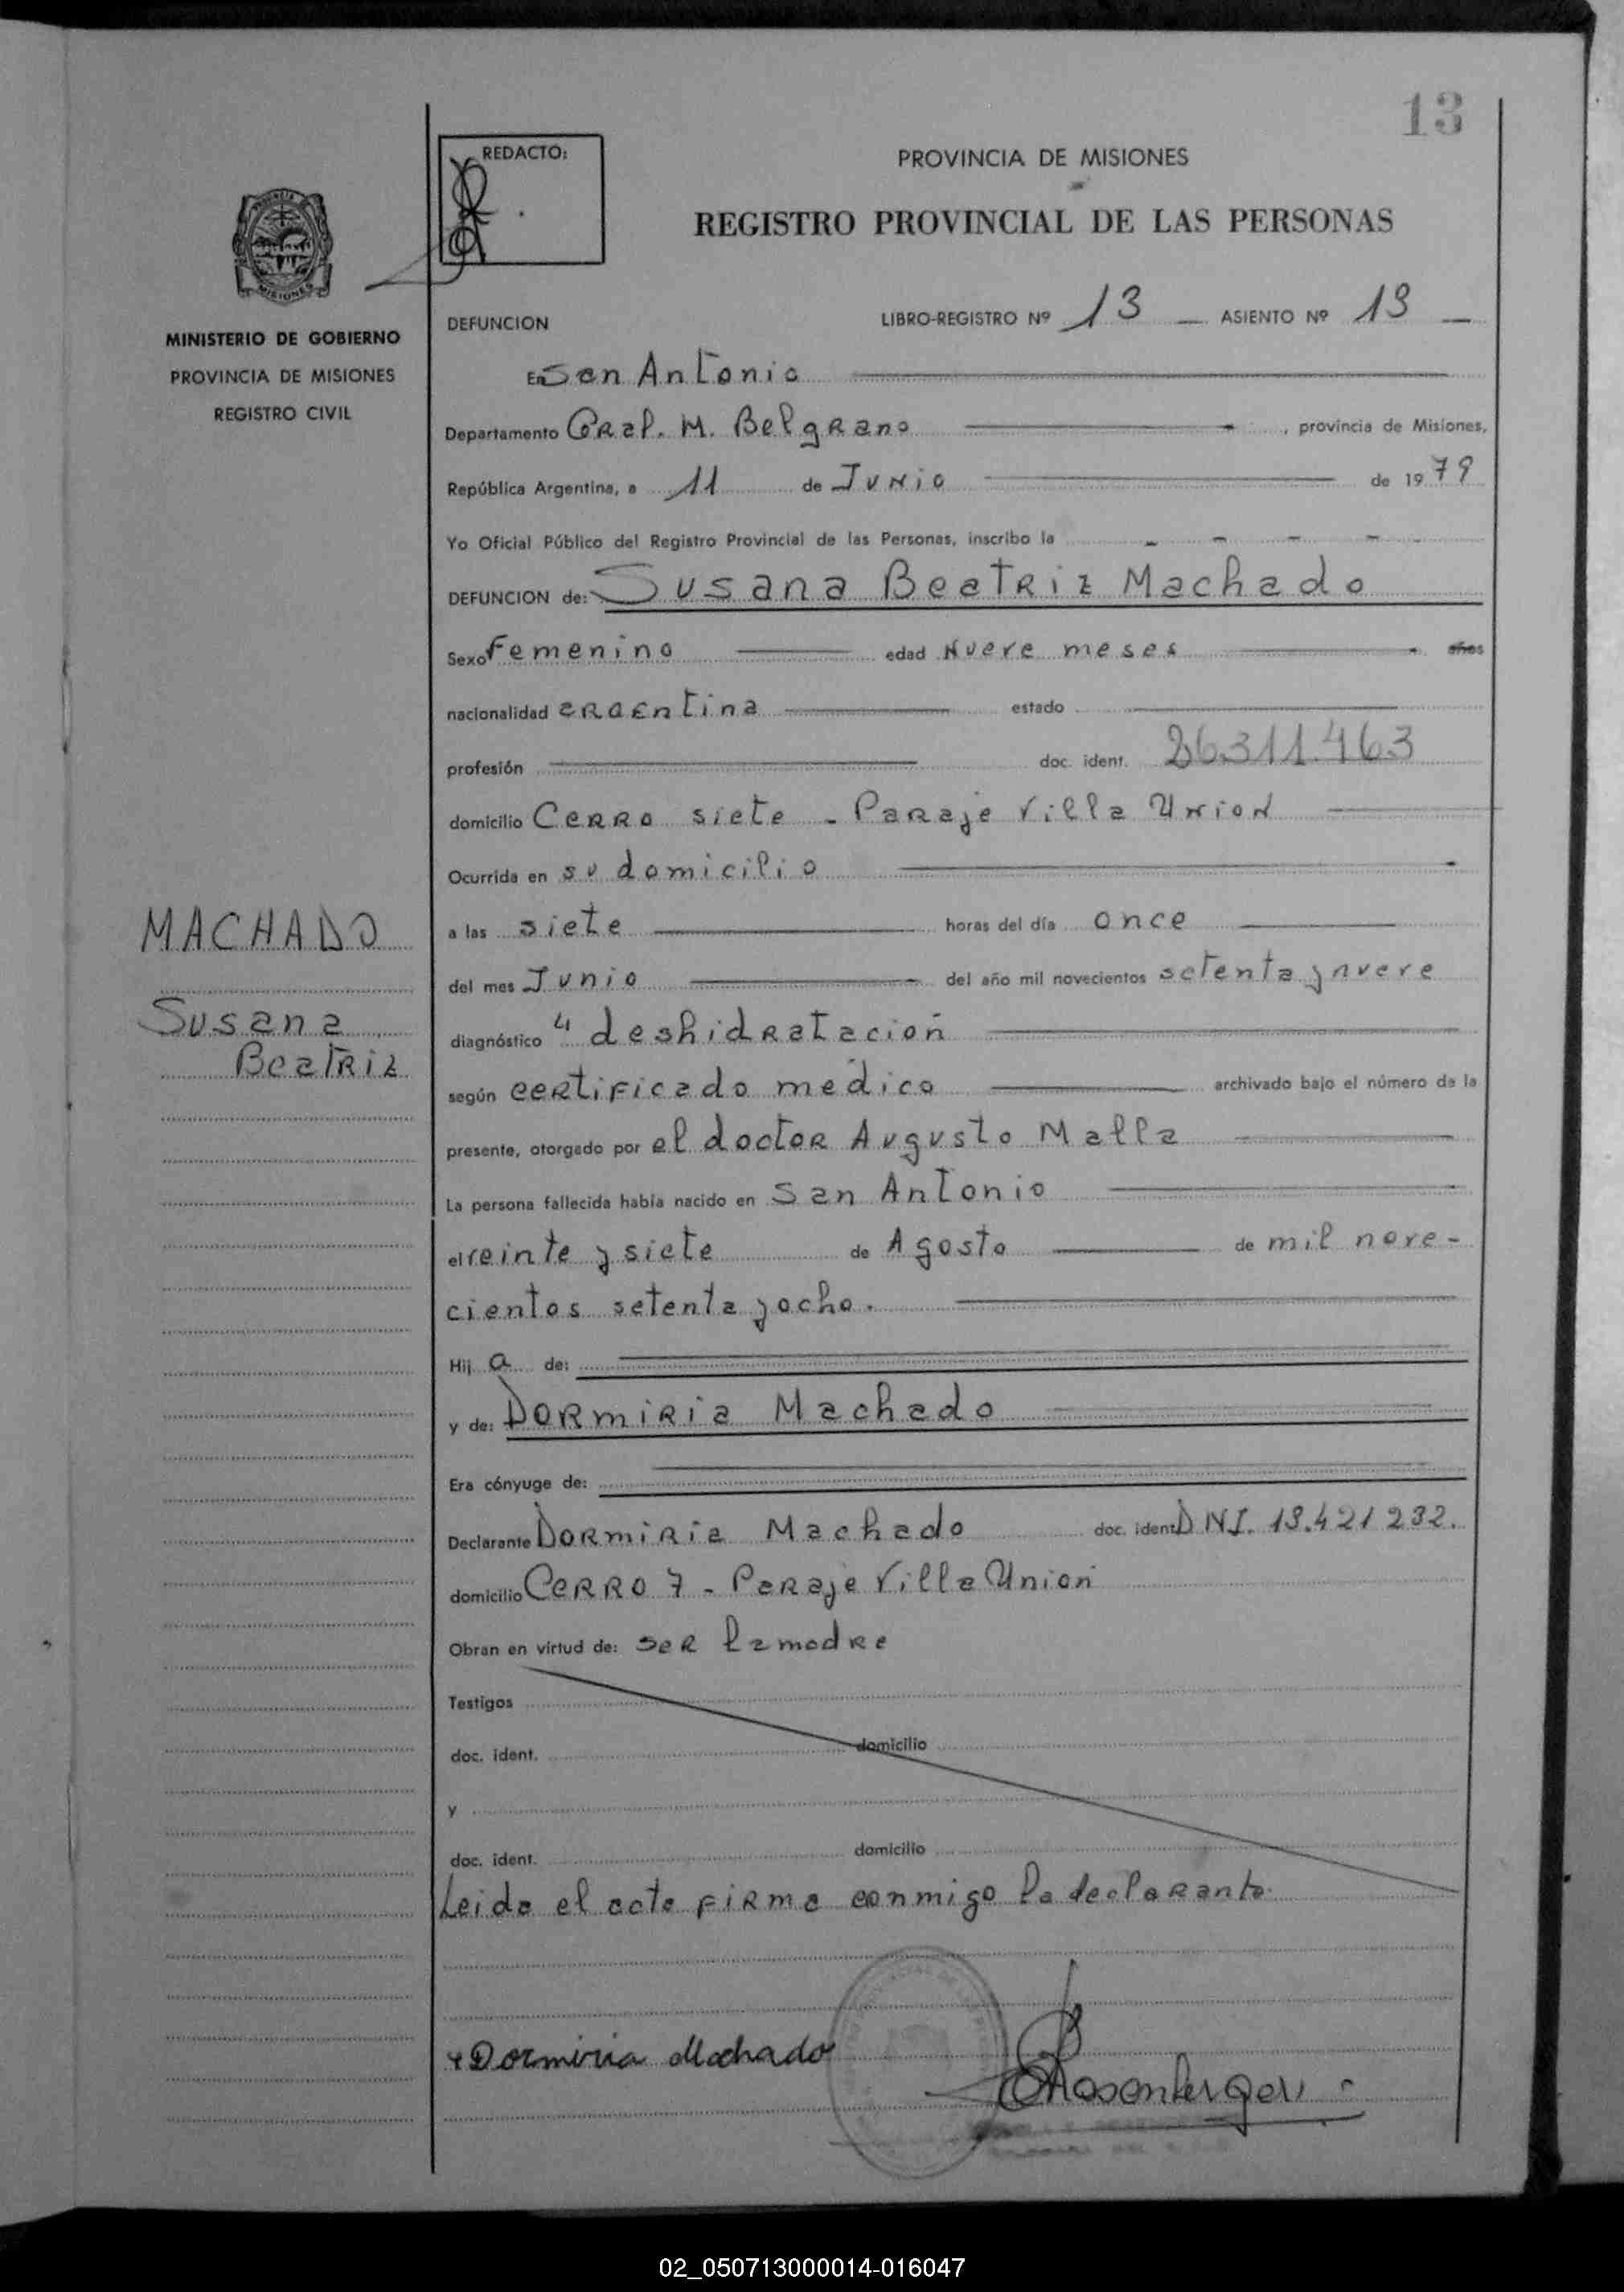 13
REDACTO:
PROVINCIA DE MISIONES
REGISTRO PROVINCIAL DE LAS PERSONAS
MINISTERIO DE GOBIERNO
PROVINCIA DE MISIONES
REGISTRO CIVIL
DEFUNCION LIBRO-REGISTRO Nº 13 ASIENTO Nº 13
En San Antonio
Departamento Gral. M. Belgrano, provincia de Misiones,
República Argentina, a 11 de Junio de 1979
Yo Oficial Público del Registro Provincial de las Personas, inscribo la - - - -
DEFUNCION de: Susana Beatriz Machado
Sexo Femenino edad Nueve meses años
nacionalidad argentina estado
profesión doc. ident. 26.311.463
domicilio Cerro siete - Paraje Villa Union
Ocurrida en su domicilio
MACHADO
Susana
Beatriz
a las siete horas del día once
del mes Junio del año mil novecientos setenta y nueve
diagnóstico " deshidratación
según certificado médico archivado bajo el número de la
presente, otorgado por el doctor Augusto Malla
La persona fallecida había nacido en San Antonio
el veinte y siete de Agosto de mil nove-
cientos setenta y ocho.
Hij a de:
y de: Dormiria Machado
Era cónyuge de:
Declarante Dormiria Machado doc. ident. DNI. 13.421 232.
domicilio Cerro 7 - Paraje Villa Unión
Obran en virtud de: ser la madre
Testigos
doc. ident. domicilio
y
doc. ident. domicilio
Leida el acta firma conmigo la declarante.
Dormiria Machado